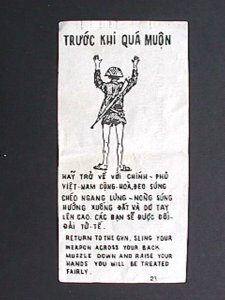 TRƯỚC KHI QUÁ MUỘN
HÃY TRỞ VỀ VỚI CHÍNH-PHỦ
VIỆT-NAM CỘNG-HOÀ, ĐEO SÚNG
CHÉO NGANG LƯNG-NÒNG SÚNG
HƯỚNG XUỐNG ĐẤT VÀ DƠ TAY
LÊN CAO. CÁC BẠN SẼ ĐƯỢC ĐỐI-
ĐÃI TỬ-TẾ.
RETURN TO THE GVN, SLING YOUR
WEAPON ACROSS YOUR BACK
MUZZLE DOWN AND RAISE YOUR
HANDS YOU WILL BE TREATED
FAIRLY.
23